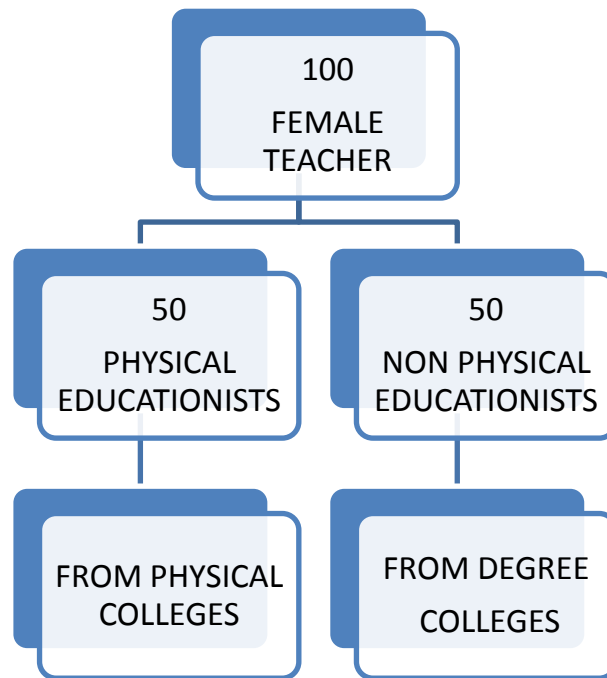 100
FEMALE
TEACHER
50
PHYSICAL
EDUCATIONISTS
50
NON PHYSICAL
EDUCATIONISTS
FROM PHYSICAL
COLLEGES
FROM DEGREE
COLLEGES